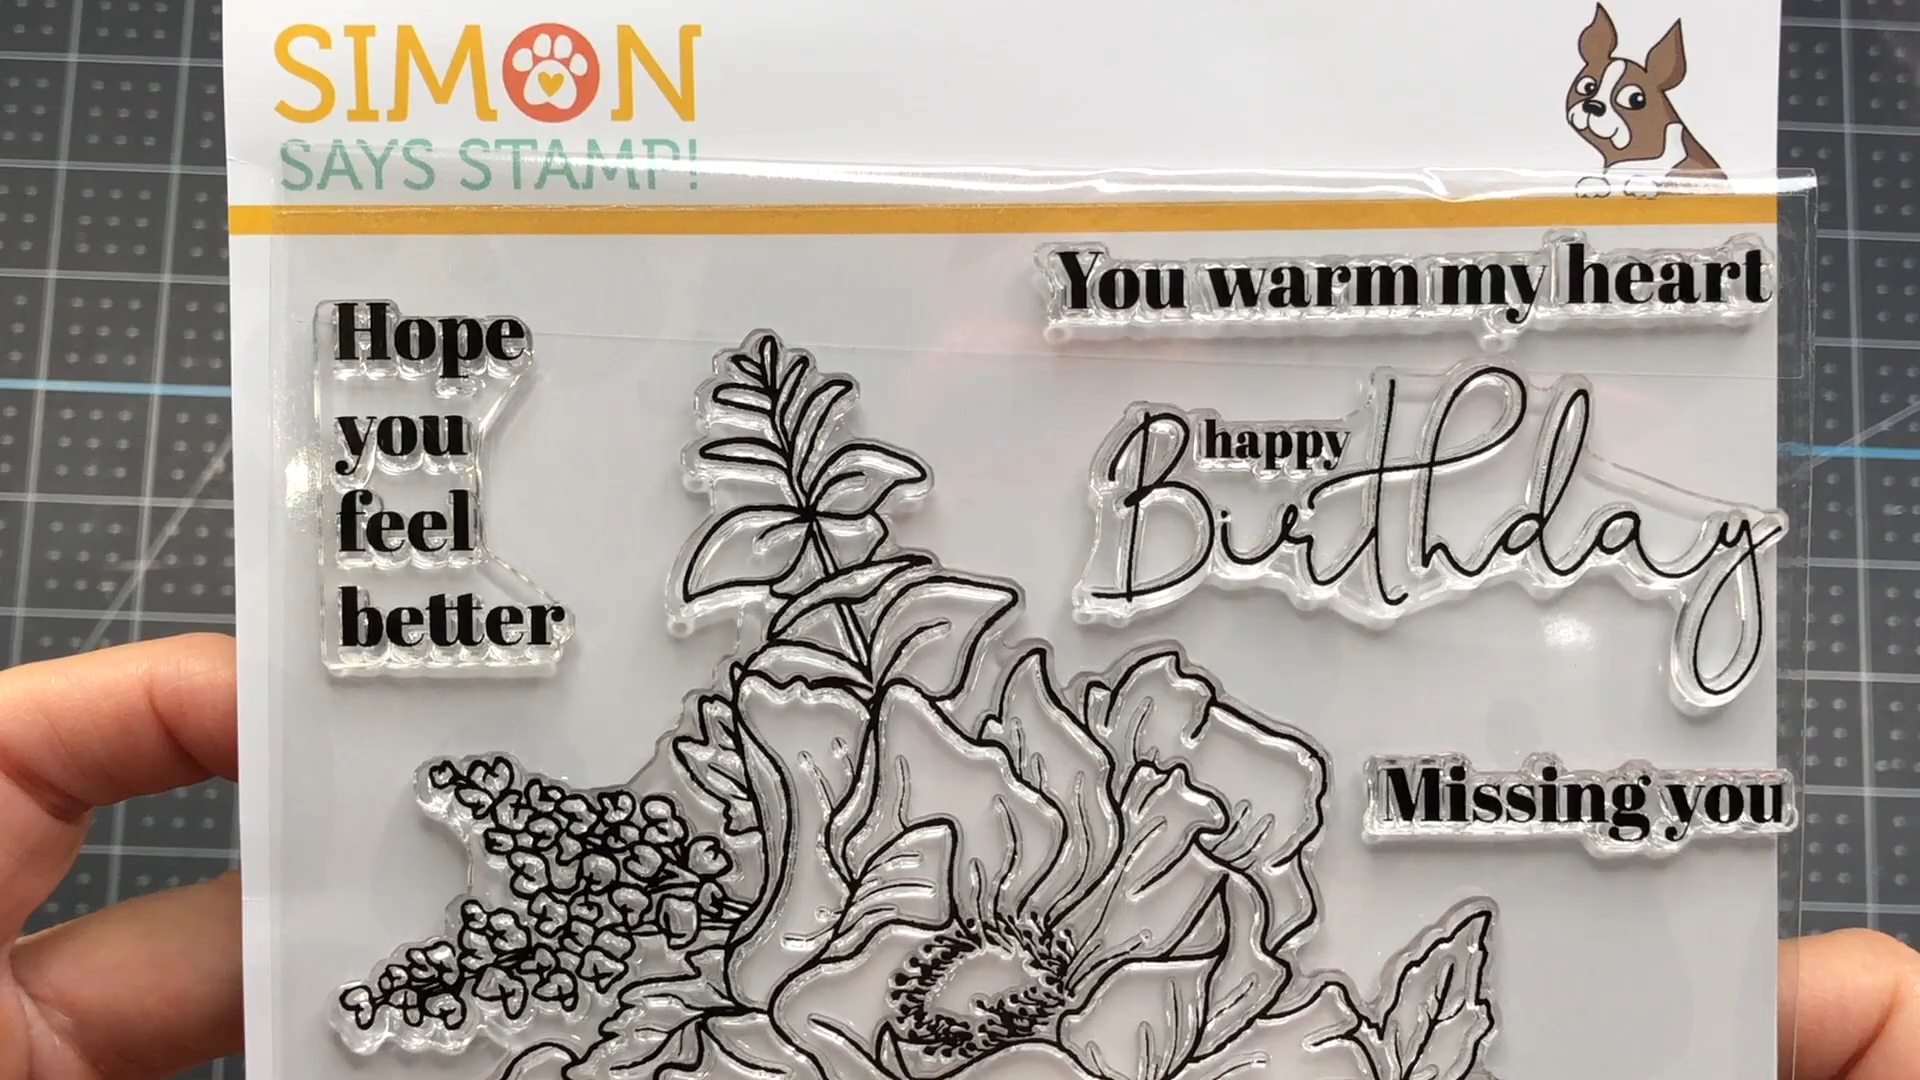 SIMON
SAYS STAMP!
You warm my heart
Hope
you
feel
better
happy
Birthday
Missing you